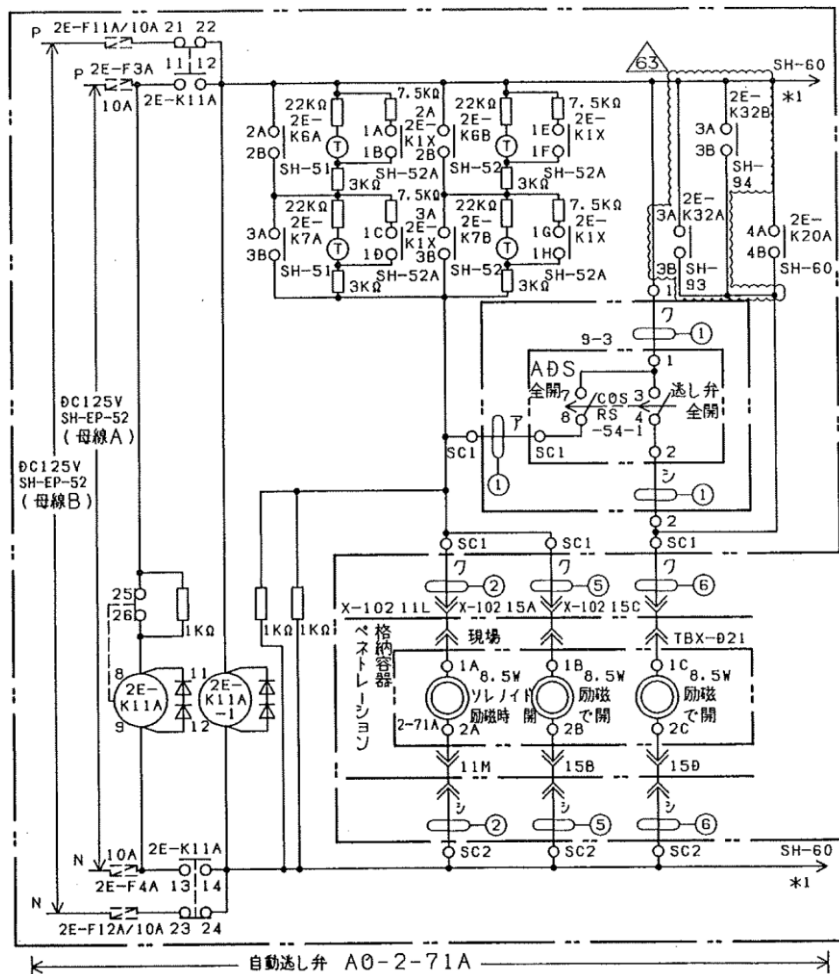 P 2E-F11A/10A 21 22
P 2E-F3A 11 12
10A 2E-K11A
63
SH-60
*1
7.5KΩ 7.5KΩ
22KΩ 2A 22KΩ 2E-K32B
2A 2E-K6A 1A 2E-K1X 2E-K6B 1E 2E-K1X 3A
2B T 1B 2B T 1F 3B
SH-51 SH-52A SH-52A SH-94
3KΩ 3KΩ
7.5KΩ 7.5KΩ
22KΩ 3A 22KΩ 2E-K32A
3A 2E-K7A 1C 2E-K1X 2E-K7B 1G 2E-K1X 3A 4A 2E-K20A
3B T 1D 3B T 1H 3B 4B
SH-51 SH-52A SH-52A SH-93 SH-60
3KΩ 3KΩ
1
ワ ①
9-3 1
ADS全開 7 8 COS RS-54-1 3 4 逃し弁全開
ア
SC1 SC1 2
① シ ①
2
DC125V
SH-EP-52
(母線A)
DC125V
SH-EP-52
(母線B)
SC1 SC1 SC1
ワ ② ワ ⑤ ワ ⑥
25
26
1KΩ 1KΩ 1KΩ
X-102 11L X-102 15A X-102 15C
格納容器
ペネトレーション
現場 TBX-D21
8 11
2E-K11A 2E-K11A-1
9 12 12
1A 1B 1C
8.5W 8.5W 8.5W
ソレノイド励磁時 開 励磁で開 励磁で開
2-71A 2A 2B 2C
11M 15B 15D
シ ② シ ⑤ シ ⑥
SC2 SC2 SC2
10A 2E-K11A
N 2E-F4A 13 14
SH-60
*1
N
2E-F12A/10A 23 24
自動逃し弁 AO-2-71A